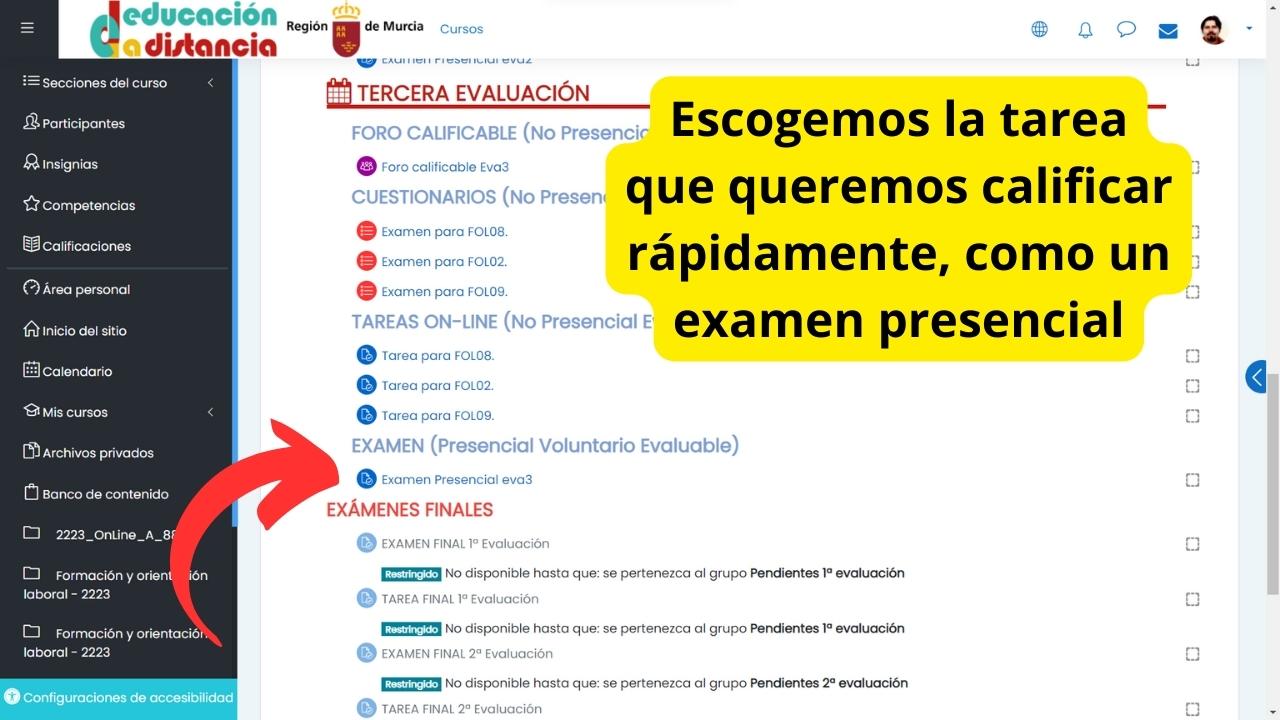 educación
a distancia
Región de Murcia
Cursos
Secciones del curso
Participantes
Insignias
Competencias
Calificaciones
Área personal
Inicio del sitio
Calendario
Mis cursos
Archivos privados
Banco de contenido
2223_OnLine_A_88
Formación y orientación
laboral - 2223
Formación y orientación
laboral - 2223
Configuraciones de accesibilidad
Examen Presencial eva2
TERCERA EVALUACIÓN
FORO CALIFICABLE (No Presencia
Foro calificable Eva3
CUESTIONARIOS (No Presen
Examen para FOL08.
Examen para FOL02.
Examen para FOL09.
TAREAS ON-LINE (No Presencial E
Tarea para FOL08.
Tarea para FOL02.
Tarea para FOL09.
EXAMEN (Presencial Voluntario Evaluable)
Examen Presencial eva3
EXÁMENES FINALES
EXAMEN FINAL 1ª Evaluación
Restringido No disponible hasta que: se pertenezca al grupo Pendientes 1ª evaluación
TAREA FINAL 1ª Evaluación
Restringido No disponible hasta que: se pertenezca al grupo Pendientes 1ª evaluación
EXAMEN FINAL 2ª Evaluación
Restringido No disponible hasta que: se pertenezca al grupo Pendientes 2ª evaluación
TAREA FINAL 2ª Evaluación
Escogemos la tarea
que queremos calificar
rápidamente, como un
examen presencial